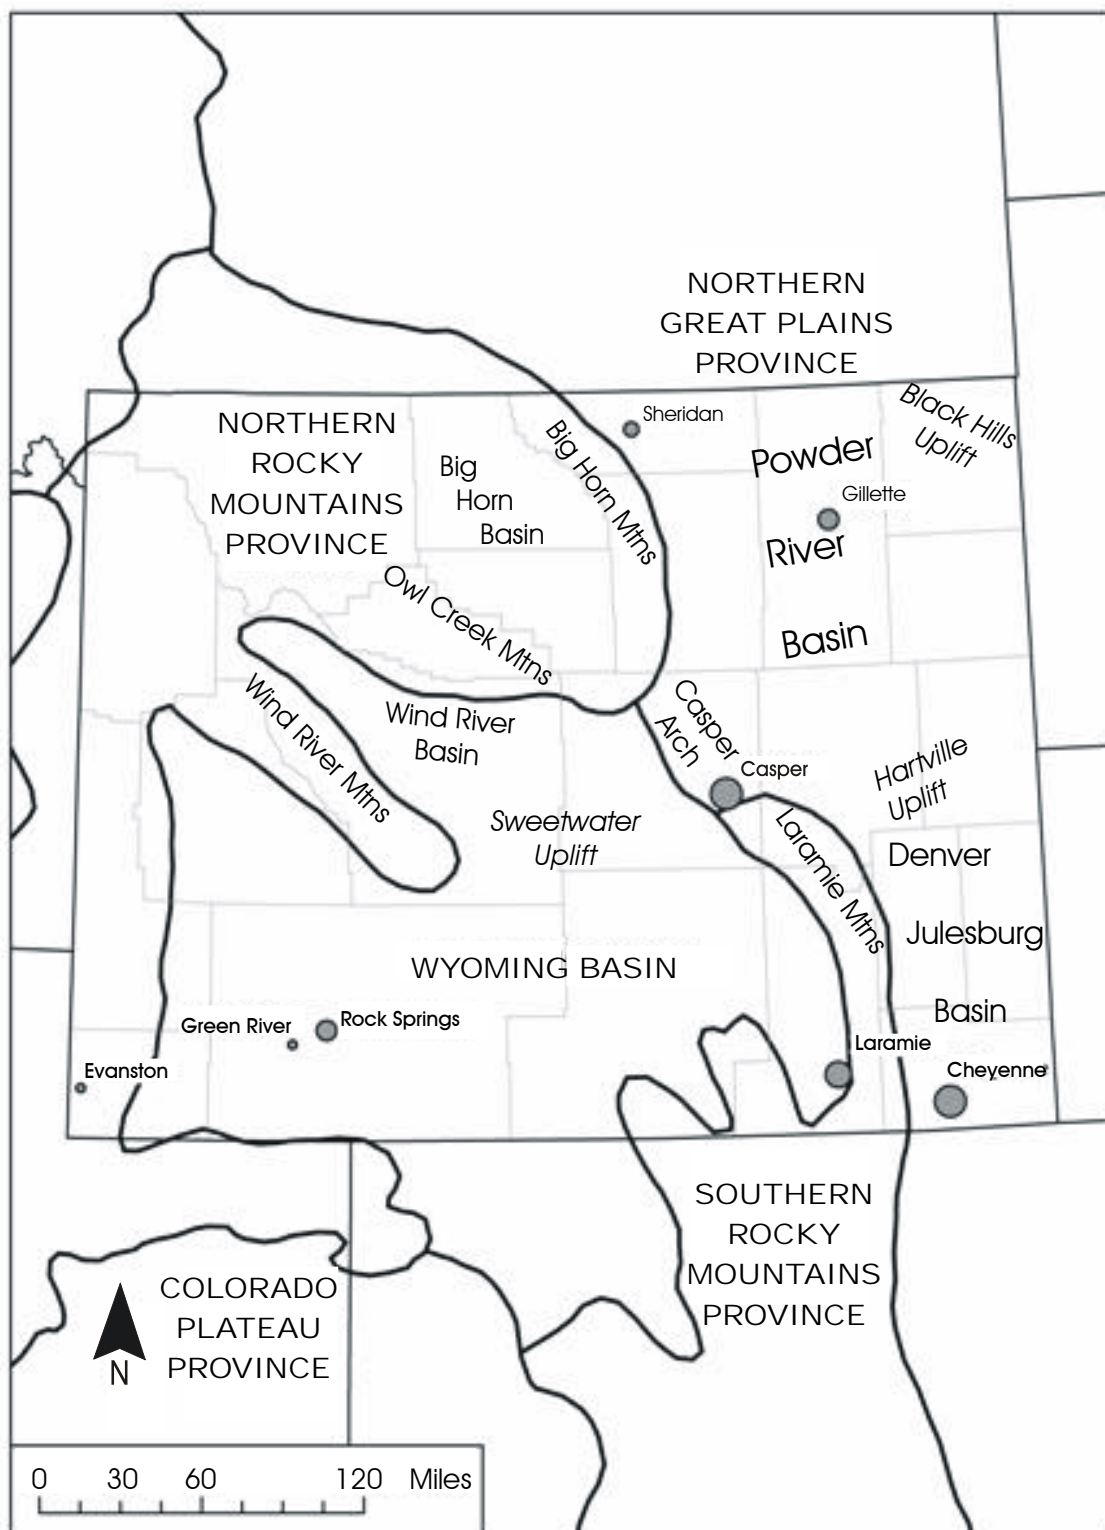 NORTHERN
GREAT PLAINS
PROVINCE
NORTHERN
ROCKY
MOUNTAINS
PROVINCE
Big
Horn
Basin
Big Horn Mtns
Sheridan
Powder
River
Basin
Gillette
Black Hills
Uplift
Owl Creek Mtns
Wind River Mtns
Wind River
Basin
Casper
Arch
Casper
Sweetwater
Uplift
Hartville
Uplift
Laramie Mtns
Denver
Julesburg
Basin
WYOMING BASIN
Green River
Rock Springs
Evanston
Laramie
Cheyenne
SOUTHERN
ROCKY
MOUNTAINS
PROVINCE
COLORADO
PLATEAU
PROVINCE
N
0 30 60 120 Miles